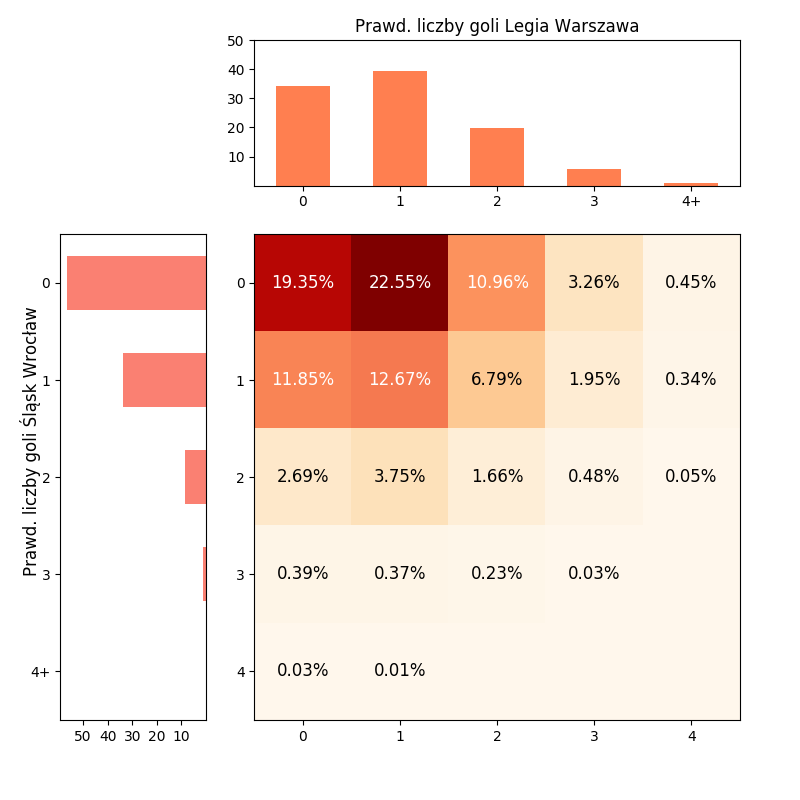 Prawd. liczby goli Legia Warszawa
50
40
30
20
10
0 1 2 3 4+
Prawd. liczby goli Śląsk Wrocław
0
1
2
3
4+
50 40 30 20 10
0 19.35% 22.55% 10.96% 3.26% 0.45%
1 11.85% 12.67% 6.79% 1.95% 0.34%
2 2.69% 3.75% 1.66% 0.48% 0.05%
3 0.39% 0.37% 0.23% 0.03%
4 0.03% 0.01%
0 1 2 3 4